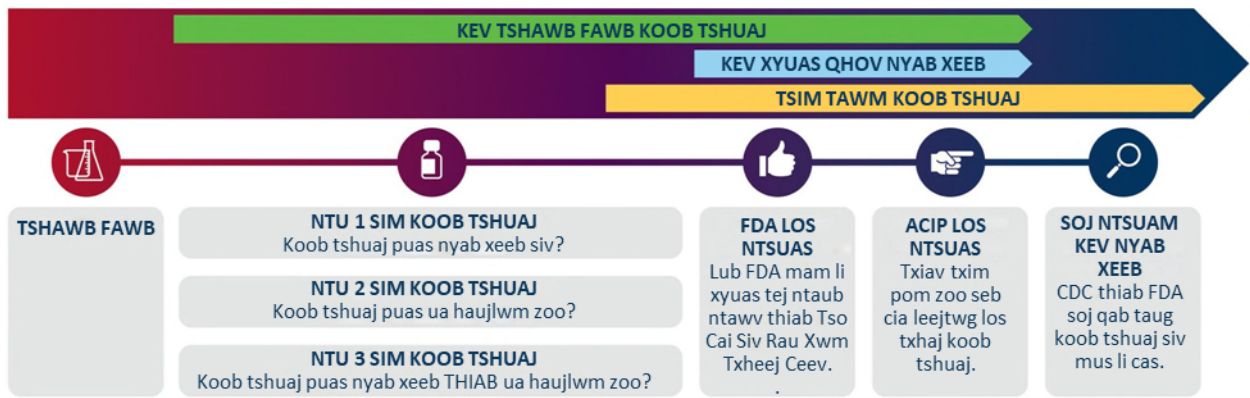 KEV TSHAWB FAWB KOOB TSHUAJ
KEV XYUAS QHOV NYAB XEEB
TSIM TAWM KOOB TSHUAJ
TSHAWB FAWB
NTU 1 SIM KOOB TSHUAJ
Koob tshuaj puas nyab xeeb siv?
NTU 2 SIM KOOB TSHUAJ
Koob tshuaj puas ua haujlwm zoo?
NTU 3 SIM KOOB TSHUAJ
Koob tshuaj puas nyab xeeb THIAB ua haujlwm zoo?
FDA LOS
NTSUAS
Lub FDA mam li
xyuas tej ntaub
ntawv thiab Tso
Cai Siv Rau Xwm
Txheej Ceev.
.
ACIP LOS
NTSUAS
Txiav txim
pom zoo seb
cia leejtwg los
txhaj koob
tshuaj.
SOJ NTSUAM
KEV NYAB
XEEB
CDC thiab FDA
soj qab taug
koob tshuaj siv
mus li cas.